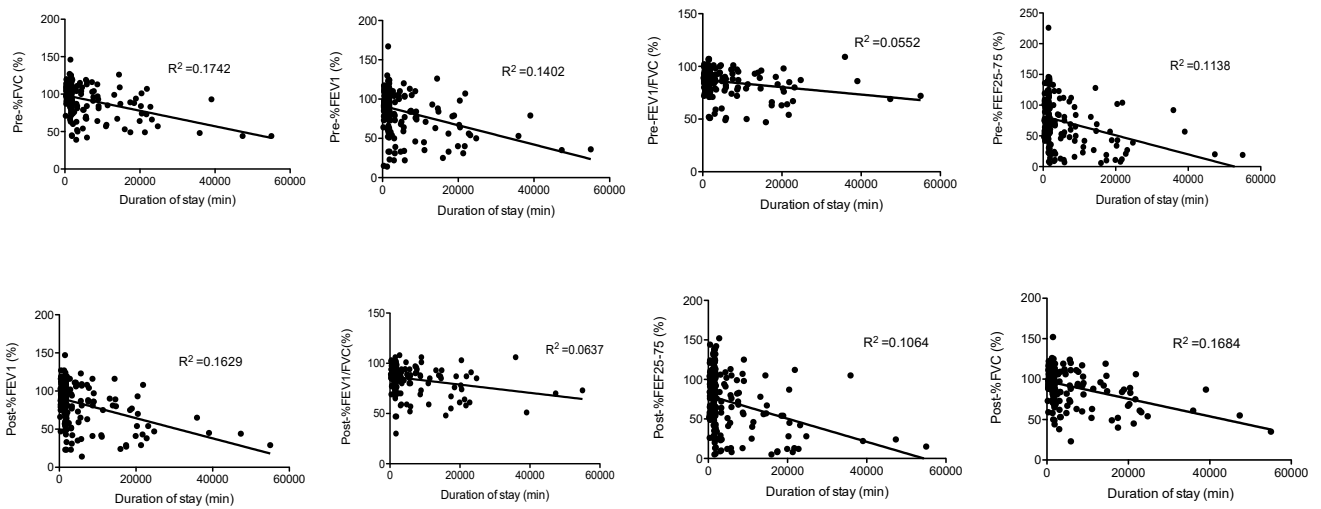 200
150
100
50
0
Pre-%FVC (%)
R2 =0.1742
0 20000 40000 60000
Duration of stay (min)
200
150
100
50
0
Pre-%FEV1 (%)
R2 =0.1402
0 20000 40000 60000
Duration of stay (min)
150
100
50
0
Pre-FEV1/FVC (%)
R2 =0.0552
0 20000 40000 60000
Duration of stay (min)
250
200
150
100
50
0
Pre-%FEF25-75 (%)
R2 =0.1138
0 20000 40000 60000
Duration of stay (min)
200
150
100
50
0
Post-%FEV1 (%)
R2 =0.1629
0 20000 40000 60000
Duration of stay (min)
150
100
50
0
Post-%FEV1/FVC(%)
R2 =0.0637
0 20000 40000 60000
Duration of stay (min)
200
150
100
50
0
Post-%FEF25-75 (%)
R2 =0.1064
0 20000 40000 60000
Duration of stay (min)
200
150
100
50
0
Post-%FVC (%)
R2 =0.1684
0 20000 40000 60000
Duration of stay (min)